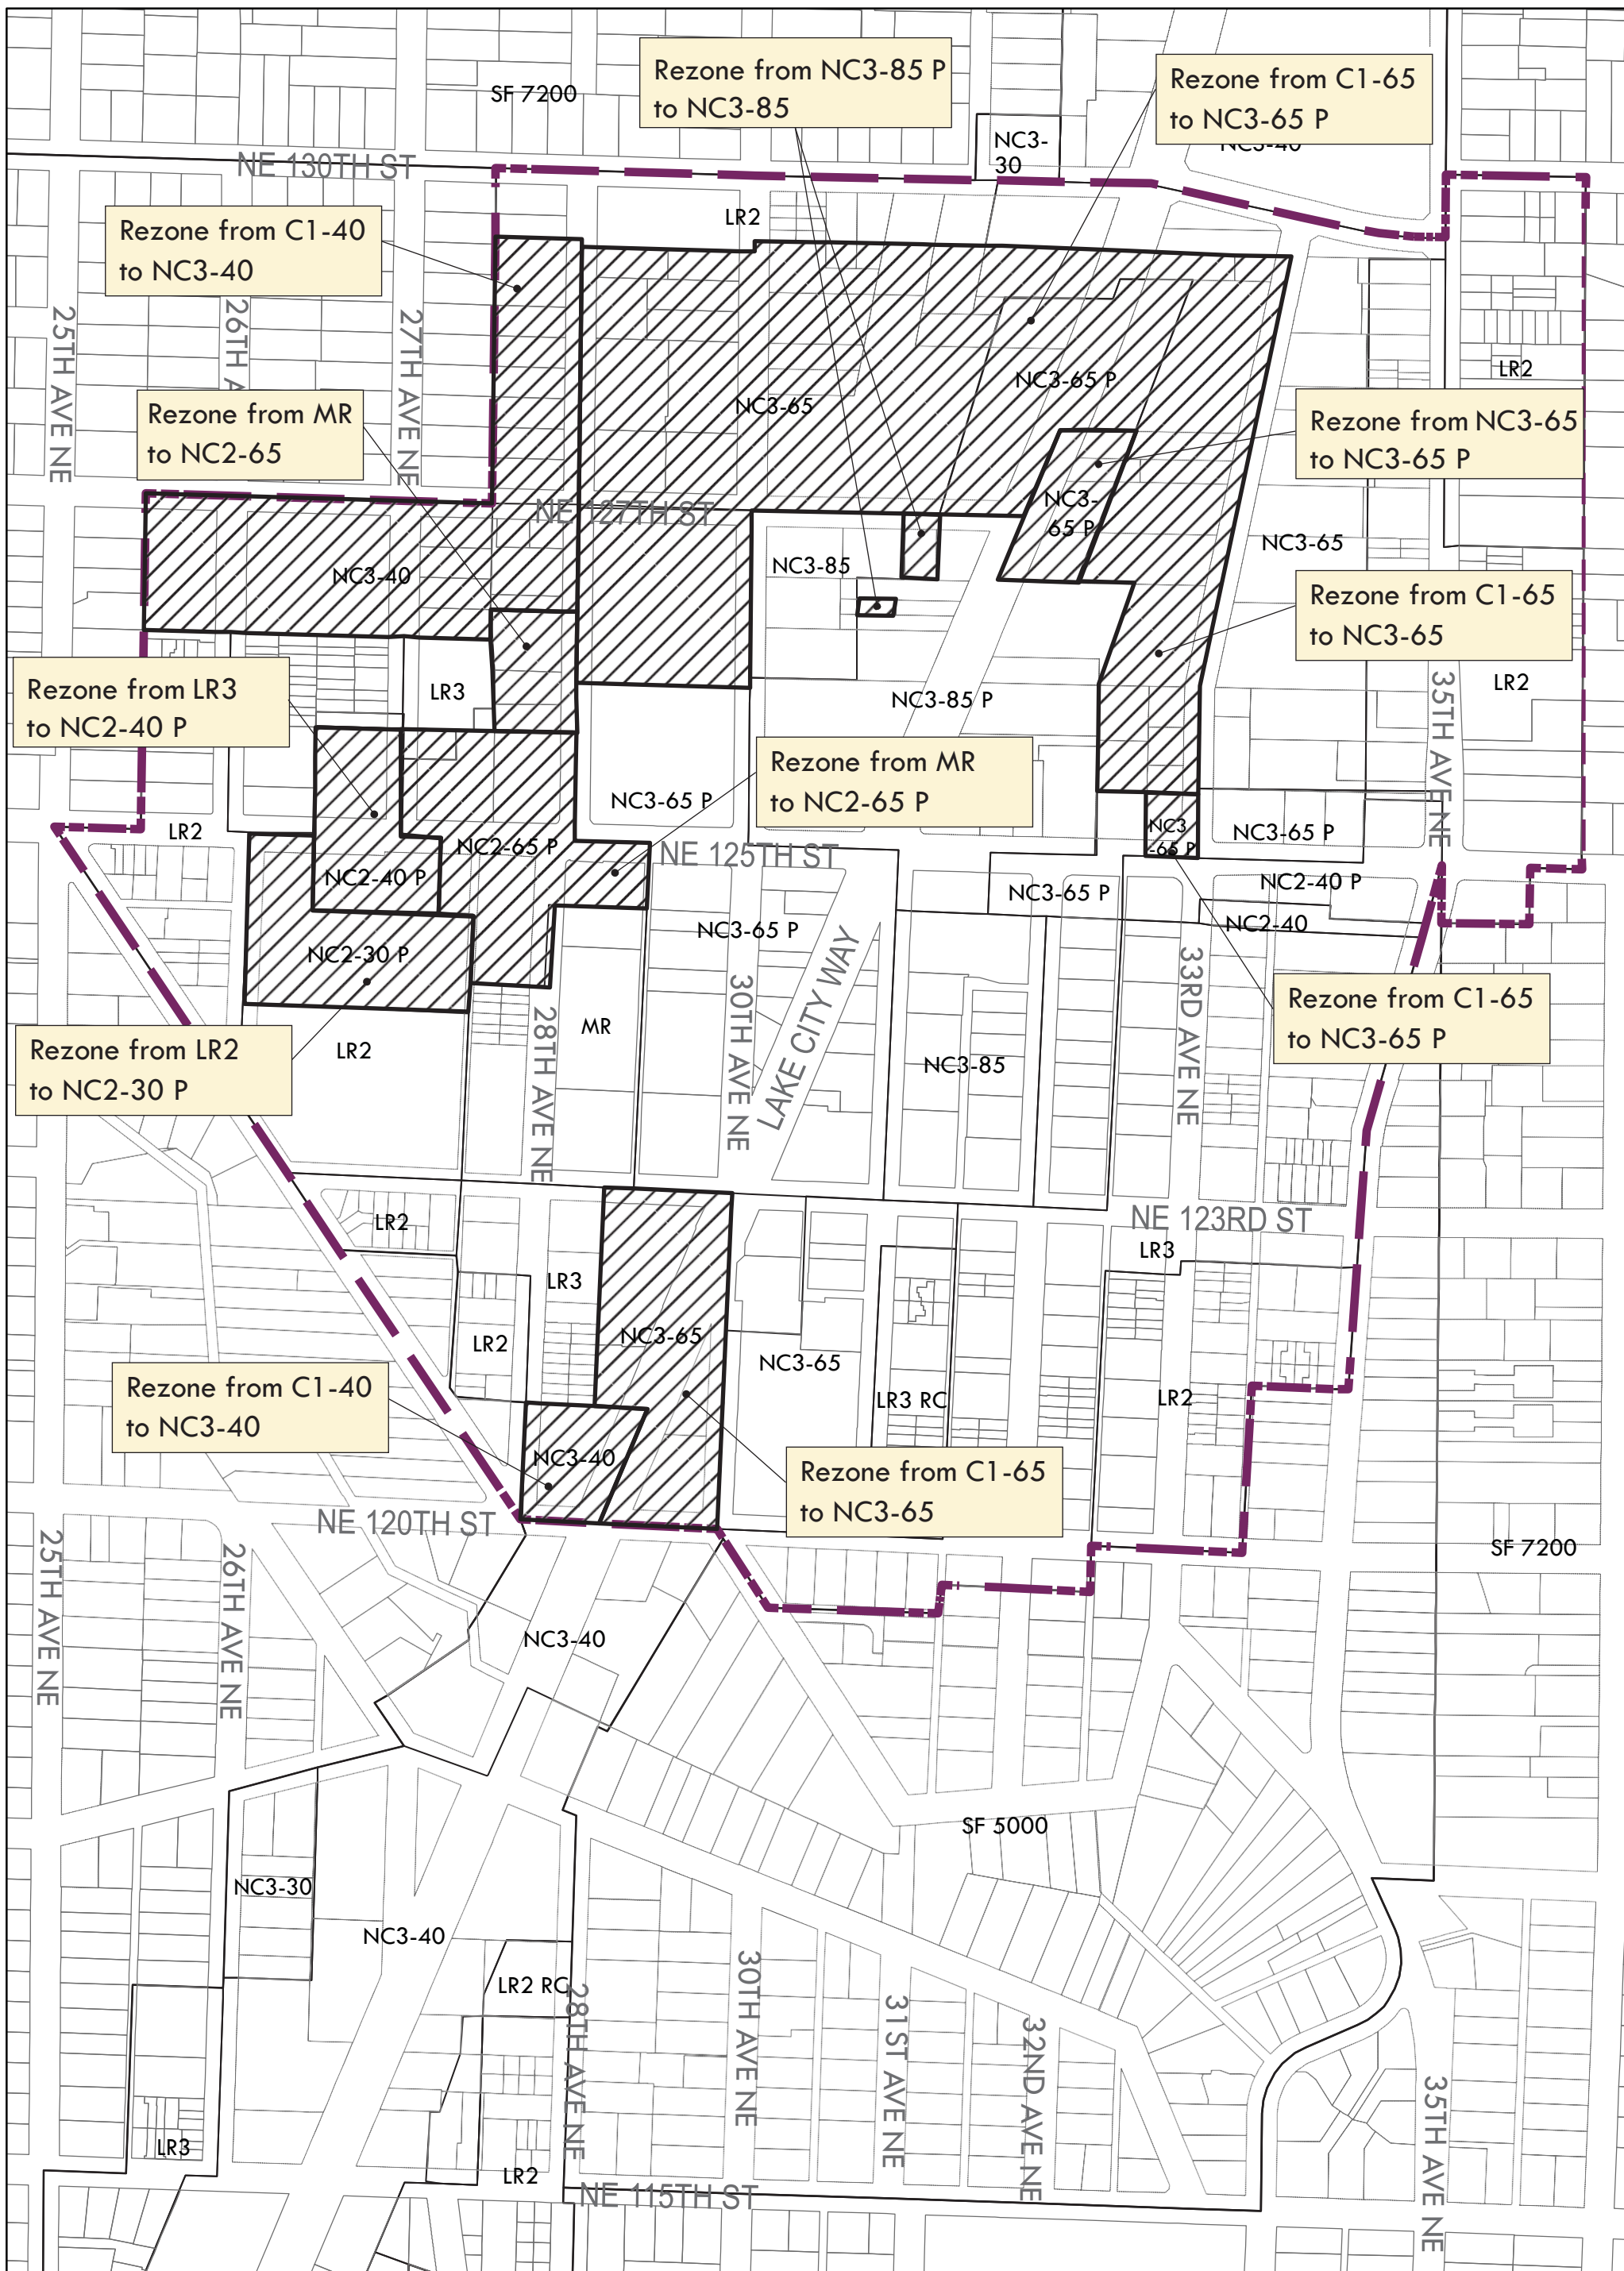 Rezone from NC3-85 P
to NC3-85
Rezone from C1-65
to NC3-65 P
SF 7200
NC3-
30
NC3-40
NE 130TH ST
LR2
Rezone from C1-40
to NC3-40
25TH AVE NE
26TH A
27TH AVE NE
LR2
NC3-65 P
NC3-65
Rezone from MR
to NC2-65
Rezone from NC3-65
to NC3-65 P
NE 127TH ST
NC3-
65 P
NC3-65
NC3-85
NC3-40
Rezone from C1-65
to NC3-65
Rezone from LR3
to NC2-40 P
LR3
NC3-85 P
LR2
35TH AVE NE
Rezone from MR
to NC2-65 P
NC3-65 P
LR2
NC3
-65 P
NC3-65 P
NC2-65 P
NE 125TH ST
NC2-40 P
NC3-65 P
NC2-40 P
NC2-40
NC3-65 P
NC2-30 P
30TH AVE NE
LAKE CITY WAY
33RD AVE NE
Rezone from C1-65
to NC3-65 P
Rezone from LR2
to NC2-30 P
LR2
28TH AVE NE
MR
NC3-85
LR2
NE 123RD ST
LR3
LR3
LR2
NC3-65
NC3-65
LR3 RC
LR2
Rezone from C1-40
to NC3-40
NC3-40
Rezone from C1-65
to NC3-65
NE 120TH ST
25TH AVE NE
26TH AVE NE
SF 7200
NC3-40
SF 5000
NC3-30
NC3-40
LR2 RC
28TH AVE NE
30TH AVE NE
31ST AVE NE
32ND AVE NE
35TH AVE NE
LR3
LR2
NE 115TH ST